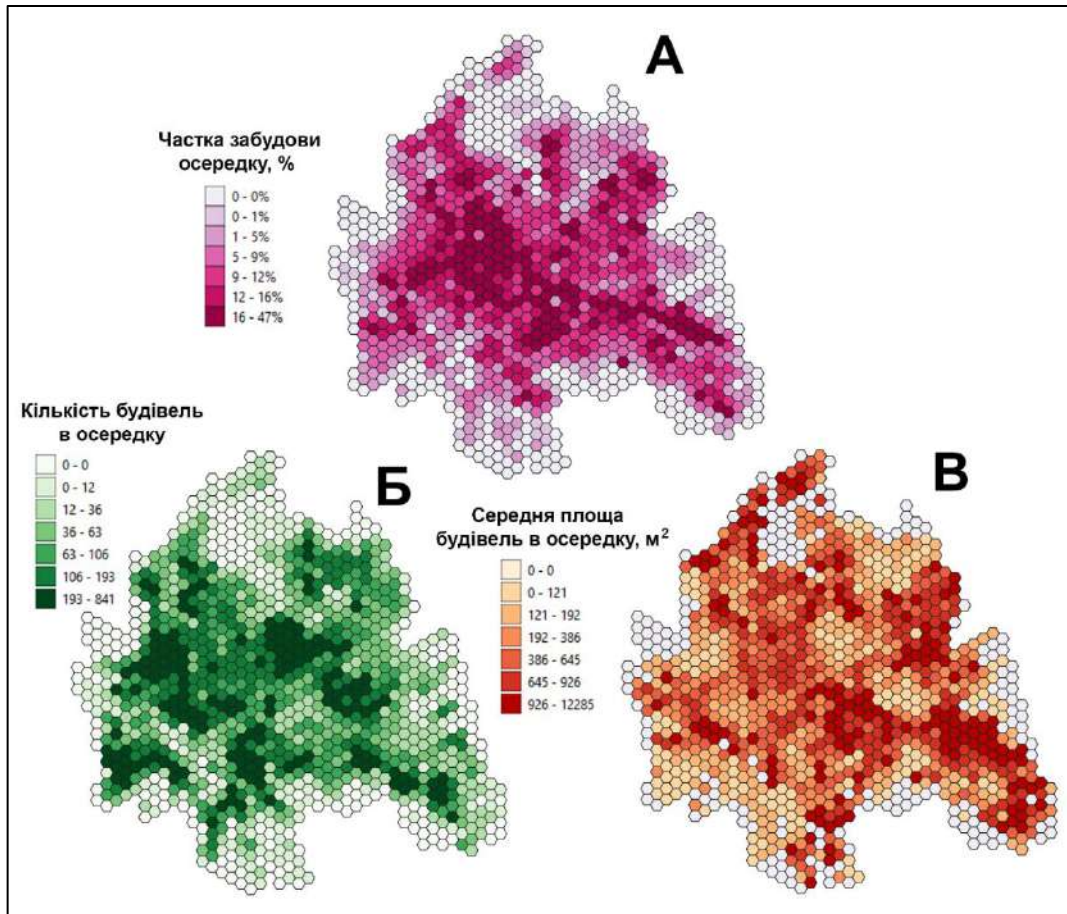 А
Частка забудови
осередку, %
0 - 0%
0 - 1%
1 - 5%
5 - 9%
9 - 12%
12 - 16%
16 - 47%
Кількість будівель
в осередку
0 - 0
0 - 12
12 - 36
36 - 63
63 - 106
106 - 193
193 - 841
Б
В
Середня площа
будівель в осередку, м²
0 - 0
0 - 121
121 - 192
192 - 386
386 - 645
645 - 926
926 - 12285